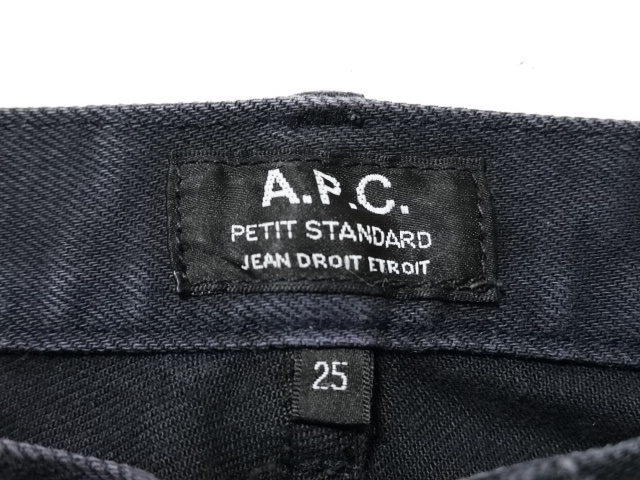 A.P.C.
PETIT STANDARD
JEAN DROIT ETROIT
25